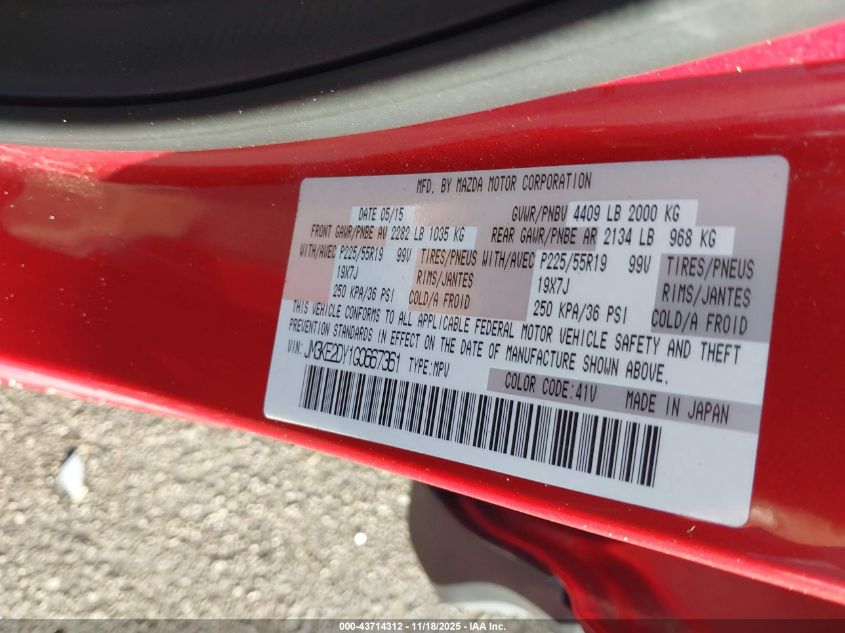 MFD. BY MAZDA MOTOR CORPORATION
DATE 05/15 GVWR/PNBV 4409 LB 2000 KG
FRONT GAWR/PNBE AV 2282 LB 1035 KG REAR GAWR/PNBE AR 2134 LB 968 KG
WITH/AVEC P225/55R19 99V TIRES/PNEUS WITH/AVEC P225/55R19 99V TIRES/PNEUS
19X7J RIMS/JANTES 19X7J RIMS/JANTES
250 KPA/36 PSI COLD/A FROID 250 KPA/36 PSI COLD/A FROID
THIS VEHICLE CONFORMS TO ALL APPLICABLE FEDERAL MOTOR VEHICLE SAFETY AND THEFT
PREVENTION STANDARDS IN EFFECT ON THE DATE OF MANUFACTURE SHOWN ABOVE.
VIN: JM3KE2DY1G0667361 TYPE:MPV
COLOR CODE:41V MADE IN JAPAN
000-43714312 — 11/18/2025 - IAA Inc.